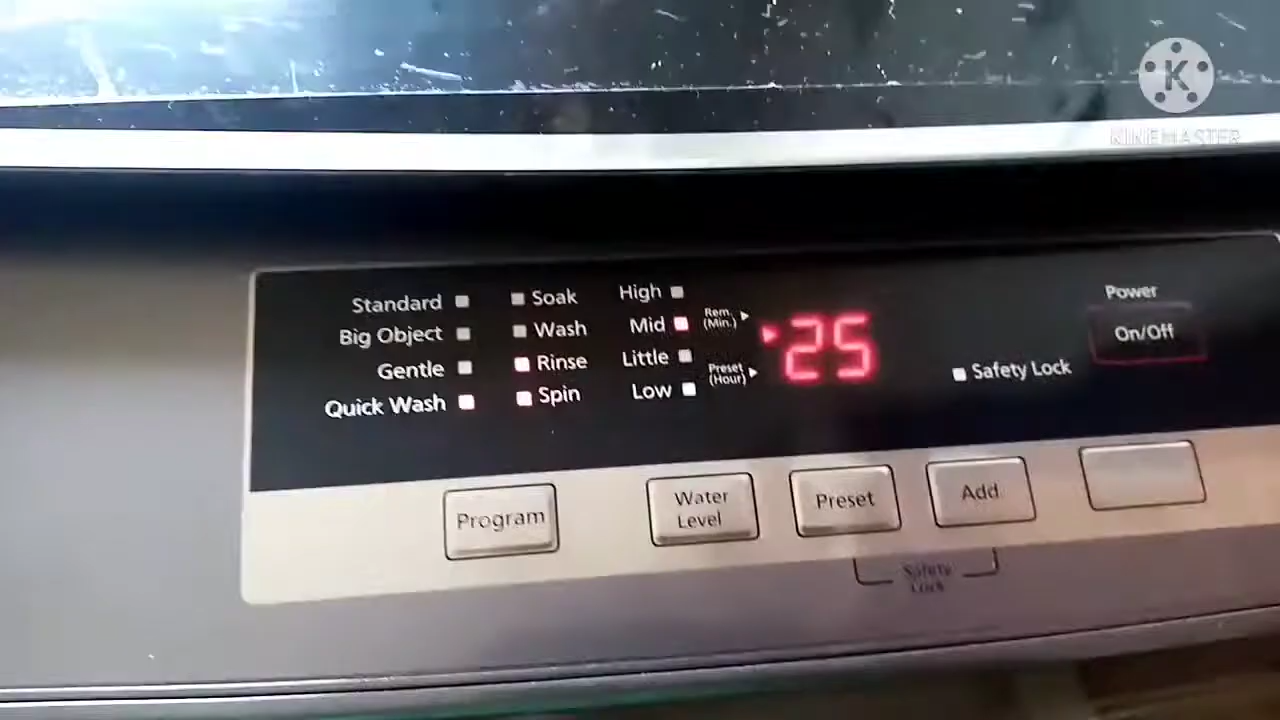 K
KINEMASTER
Standard
Big Object
Gentle
Quick Wash
Soak
Wash
Rinse
Spin
High
Mid
Little
Low
Rem.
(Min.)
Preset
(Hour)
25
Safety Lock
Power
On/Off
Program
Water
Level
Preset
Add
Safety
Lock